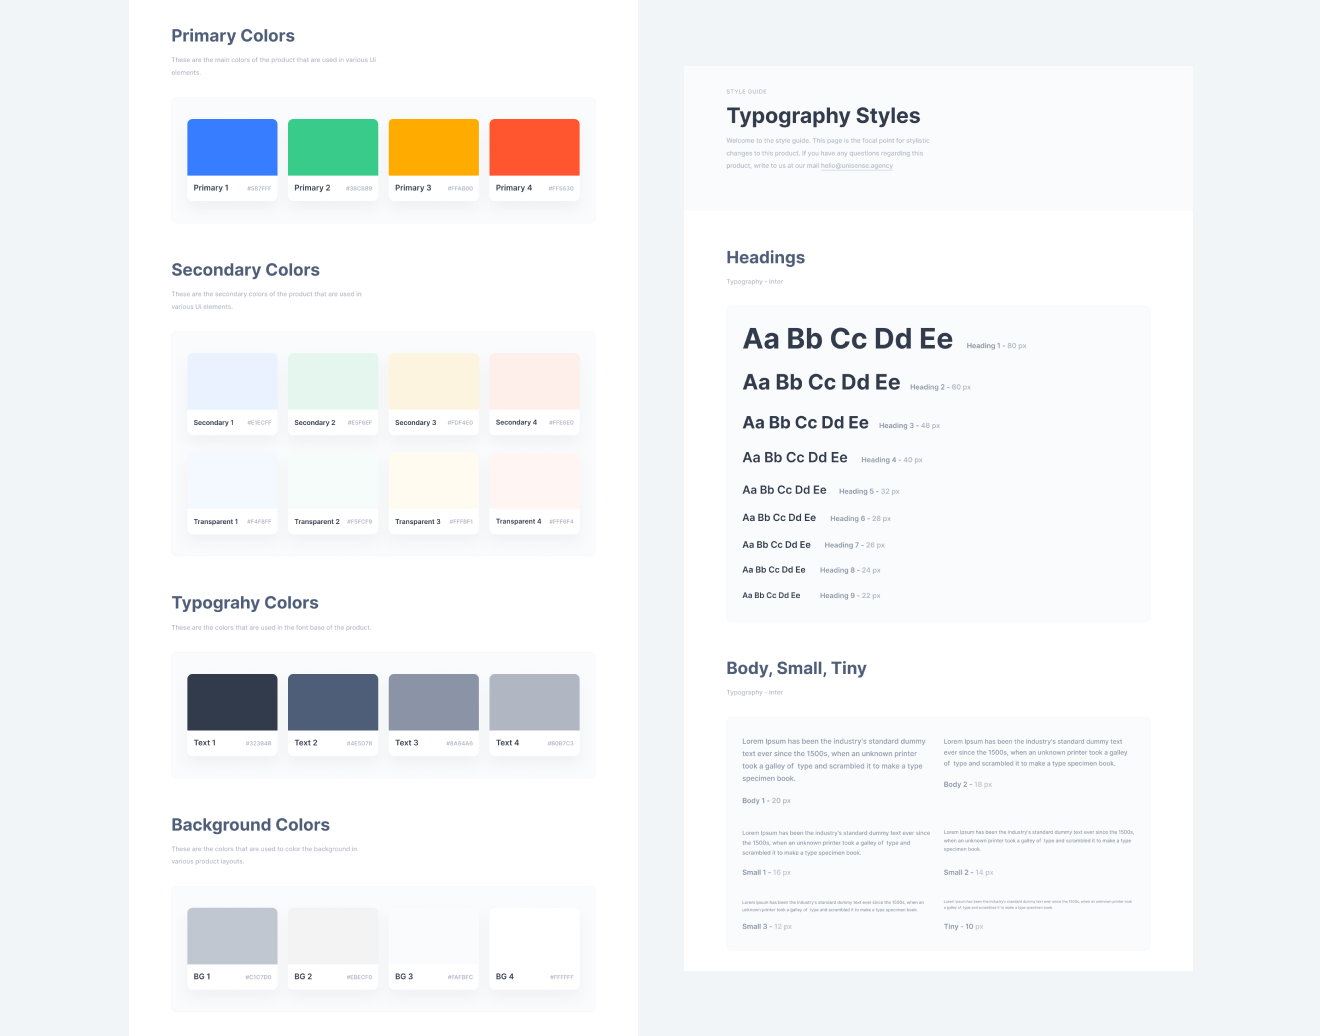 Primary Colors
These are the main colors of the product that are used in various Ui
elements.
Primary 1
Primary 2
Primary 3
#FFAB00
Primary 4
#FF5630
Secondary Colors
These are the secondary colors of the product that are used in
various Ui elements.
Secondary 1
#E1ECFF
Secondary 2
#E5F6EF
Secondary 3
#FDF4E0
Secondary 4
Transparent 1
Transparent 2
Transparent 3
Transparent 4
Typograhy Colors
These are the colors that are used in the font base of the product.
Text 1
#323B4B
Text 2
#4E5D78
Text 3
#8A94A6
Text 4
#B0B7C3
Background Colors
These are the colors that are used to color the background in
various product layouts.
BG 1
#C1C7D0
BG 2
#EBECF0
BG 3
#FAFBFC
BG 4
#FFFFFF
STYLE GUIDE
Typography Styles
Welcome to the style guide. This page is the focal point for stylistic
changes to this product. If you have any questions regarding this
product, write to us at our mail hello@unisense.agency
Headings
Typography - Inter
Aa Bb Cc Dd Ee Heading 1 - 80 px
Aa Bb Cc Dd Ee Heading 2 - 60 px
Aa Bb Cc Dd Ee Heading 3 - 48 px
Aa Bb Cc Dd Ee Heading 4 - 40 px
Aa Bb Cc Dd Ee Heading 5 - 32 px
Aa Bb Cc Dd Ee Heading 6 - 28 px
Aa Bb Cc Dd Ee Heading 7 - 26 px
Aa Bb Cc Dd Ee Heading 8 - 24 px
Aa Bb Cc Dd Ee Heading 9 - 22 px
Body, Small, Tiny
Typography - Inter
Lorem Ipsum has been the industry's standard dummy
text ever since the 1500s, when an unknown printer
took a galley of type and scrambled it to make a type
specimen book.
Body 1 - 20 px
Lorem Ipsum has been the industry's standard dummy text
ever since the 1500s, when an unknown printer took a galley
of type and scrambled it to make a type specimen book.
Body 2 - 18 px
Lorem Ipsum has been the industry's standard dummy text ever since
the 1500s, when an unknown printer took a galley of type and
scrambled it to make a type specimen book.
Small 1 - 16 px
Lorem Ipsum has been the industry's standard dummy text ever since the 1500s,
when an unknown printer took a galley of type and scrambled it to make a type
specimen book.
Small 2 - 14 px
Lorem Ipsum has been the industry's standard dummy text ever since the 1500s, when an
unknown printer took a galley of type and scrambled it to make a type specimen book.
Small 3 - 12 px
Lorem Ipsum has been the industry's standard dummy text ever since the 1500s, when an unknown printer took
a galley of type and scrambled it to make a type specimen book.
Tiny - 10 px